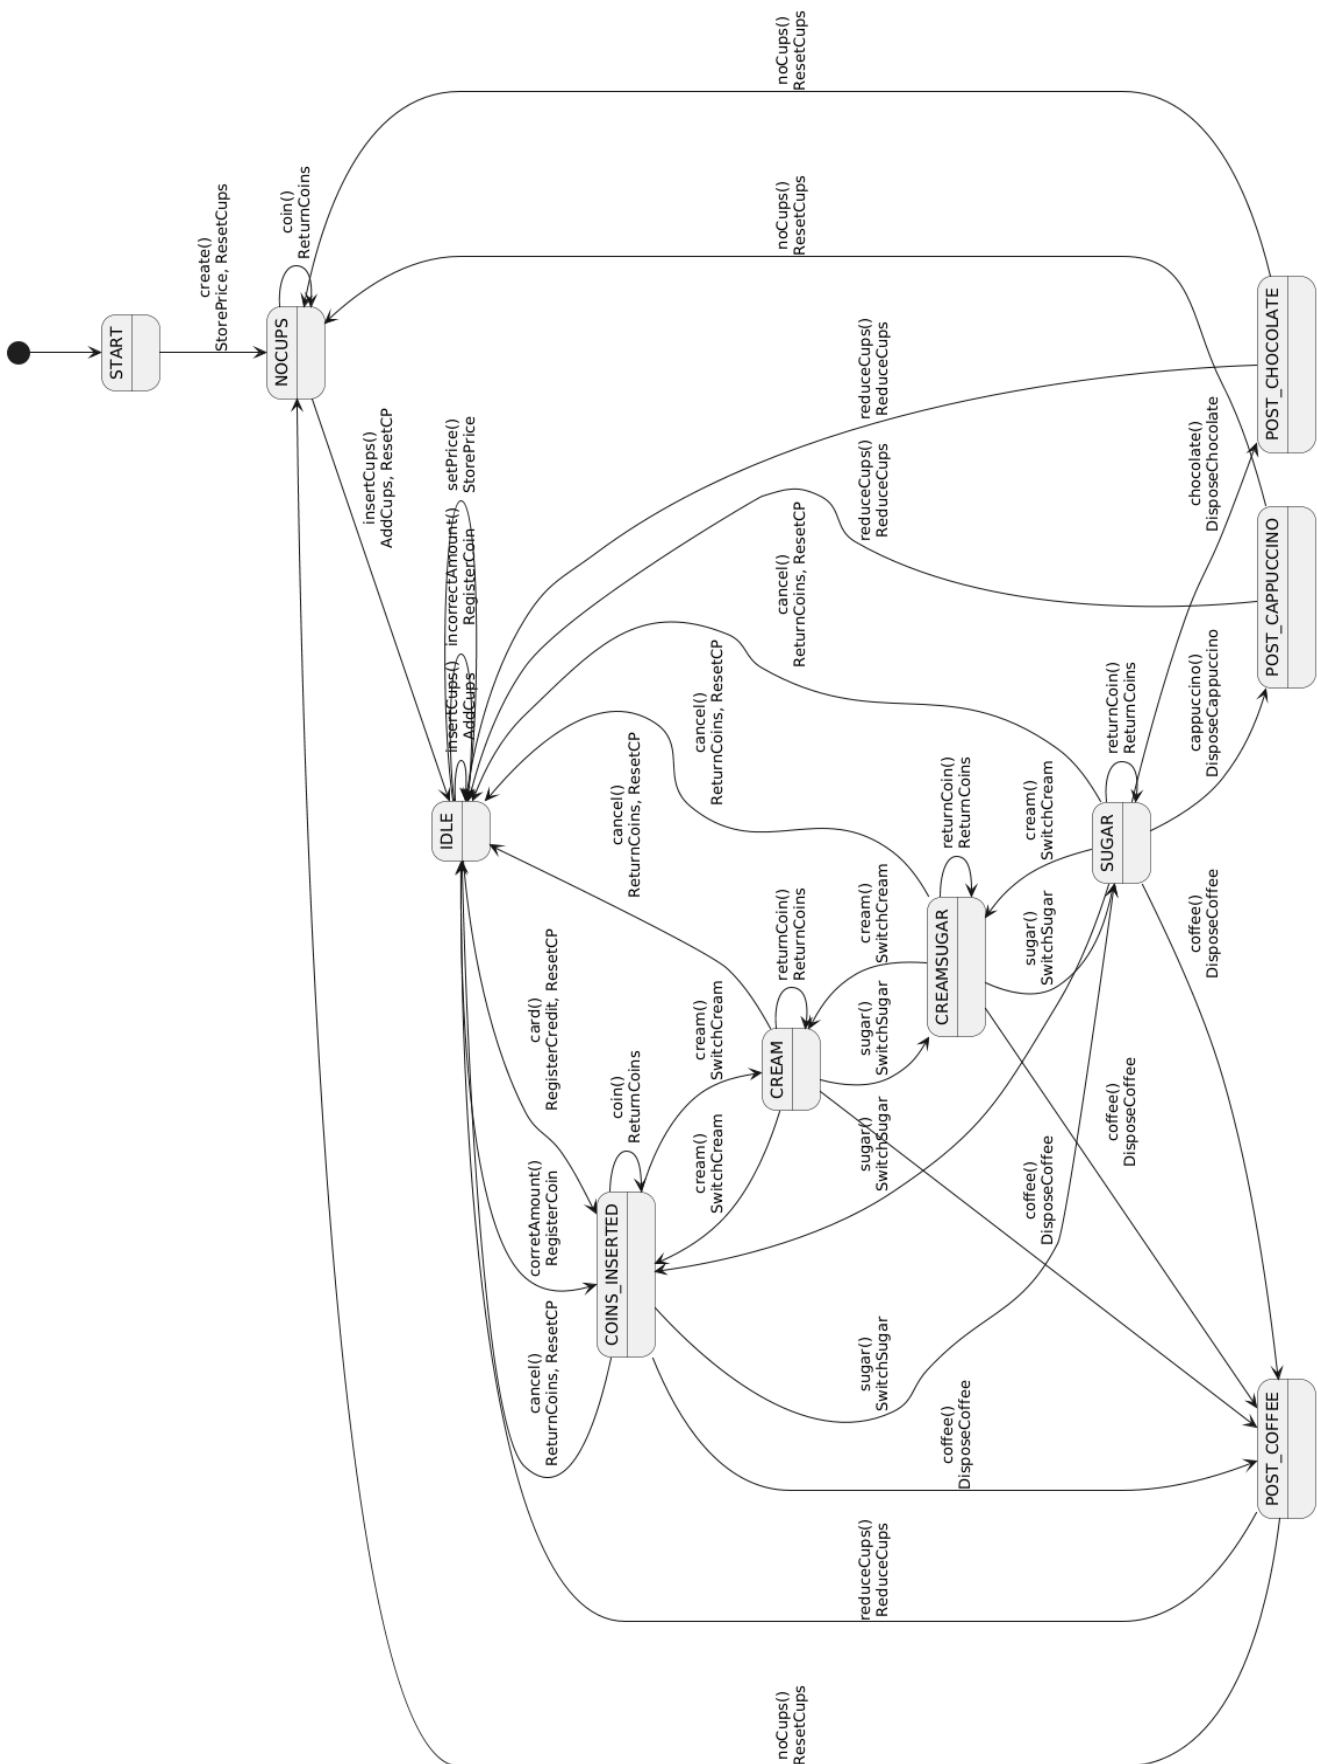 noCups()
ResetCups
noCups()
ResetCups
coin()
ReturnCoins
create()
StorePrice, ResetCups
START
NOCUPS
POST_CHOCOLATE
reduceCups()
ReduceCups
insertCups()
AddCups, ResetCP
setPrice()
StorePrice
chocolate()
DisposeChocolate
reduceCups()
ReduceCups
incorrectAmount()
RegisterCoin
POST_CAPPUCCINO
cancel()
ReturnCoins, ResetCP
insertCups()
AddCups
cancel()
ReturnCoins, ResetCP
returnCoin()
ReturnCoins
cappuccino()
DisposeCappuccino
IDLE
cancel()
ReturnCoins, ResetCP
returnCoin()
ReturnCoins
cream()
SwitchCream
SUGAR
returnCoin()
ReturnCoins
cream()
SwitchCream
CREAMSUGAR
sugar()
SwitchSugar
coffee()
DisposeCoffee
card()
RegisterCredit, ResetCP
cream()
SwitchCream
CREAM
sugar()
SwitchSugar
coin()
ReturnCoins
cream()
SwitchCream
sugar()
SwitchSugar
coffee()
DisposeCoffee
corretAmount()
RegisterCoin
COINS_INSERTED
coffee()
DisposeCoffee
cancel()
ReturnCoins, ResetCP
sugar()
SwitchSugar
coffee()
DisposeCoffee
POST_COFFEE
reduceCups()
ReduceCups
noCups()
ResetCups